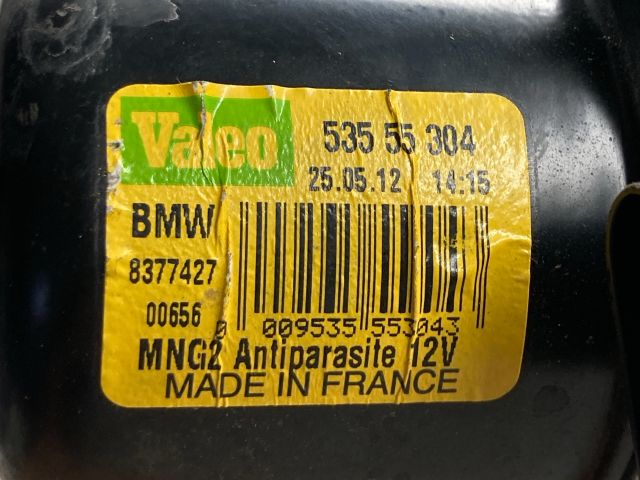 Valeo 535 55 304
25.05.12 14:15
BMW
8377427
00656
0 009535 553043
MNG2 Antiparasite 12V
MADE IN FRANCE